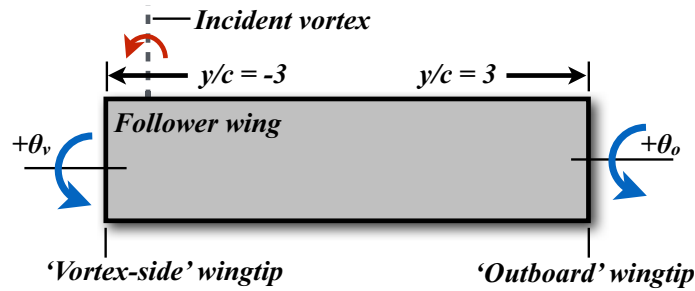 Incident vortex
y/c = -3
y/c = 3
Follower wing
+θv
+θo
‘Vortex-side’ wingtip
‘Outboard’ wingtip